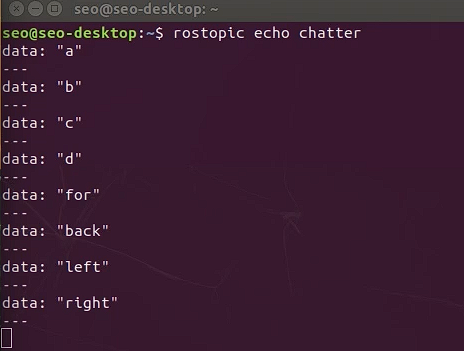 seo@seo-desktop: ~
seo@seo-desktop:~$ rostopic echo chatter
data: "a"
---
data: "b"
---
data: "c"
---
data: "d"
---
data: "for"
---
data: "back"
---
data: "left"
---
data: "right"
---